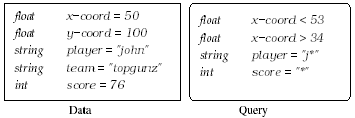 float x-coord = 50
float y-coord = 100
string player = "john"
string team = "topgunz"
int score = 76
Data
float x-coord < 53
float x-coord > 34
string player = "j*"
int score = "*"
Query